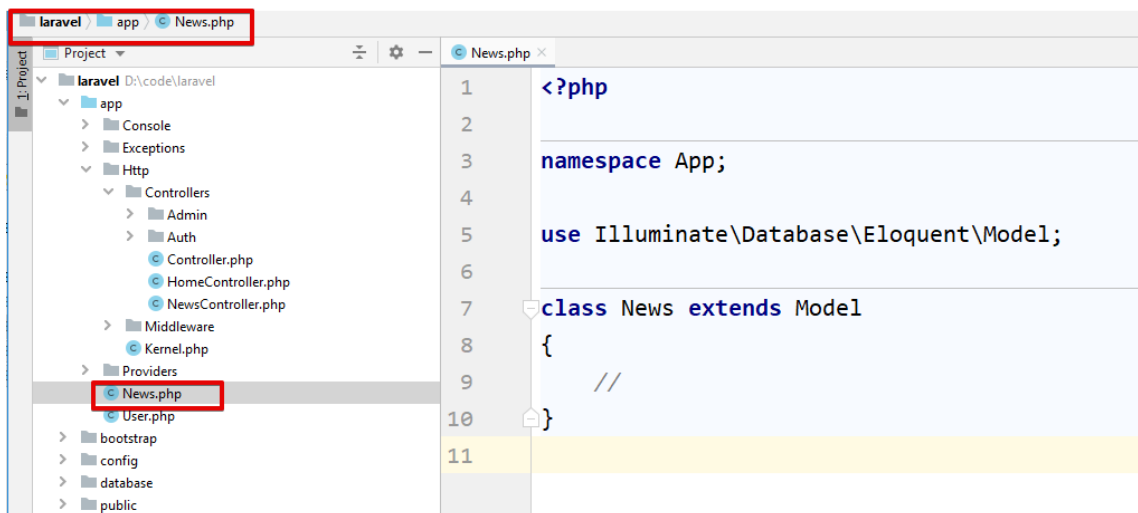 laravel app News.php
1: Project
Project
News.php
laravel D:\code\laravel
app
Console
Exceptions
Http
Controllers
Admin
Auth
Controller.php
HomeController.php
NewsController.php
Middleware
Kernel.php
Providers
News.php
User.php
bootstrap
config
database
public
1 <?php
2
3 namespace App;
4
5 use Illuminate\Database\Eloquent\Model;
6
7 class News extends Model
8 {
9 //
10 }
11